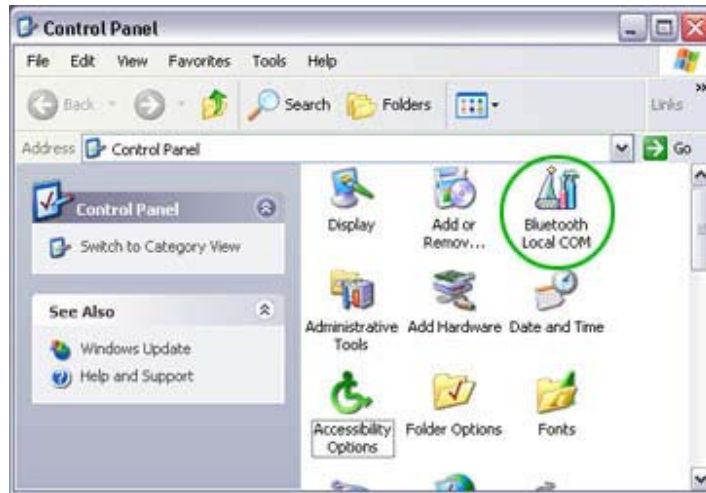 Control Panel
File Edit View Favorites Tools Help
Back Search Folders Links
Address Control Panel Go
Control Panel
Switch to Category View
See Also
Windows Update
Help and Support
Display
Add or
Remov...
Bluetooth
Local COM
Administrative
Tools
Add Hardware
Date and Time
Accessibility
Options
Folder Options
Fonts